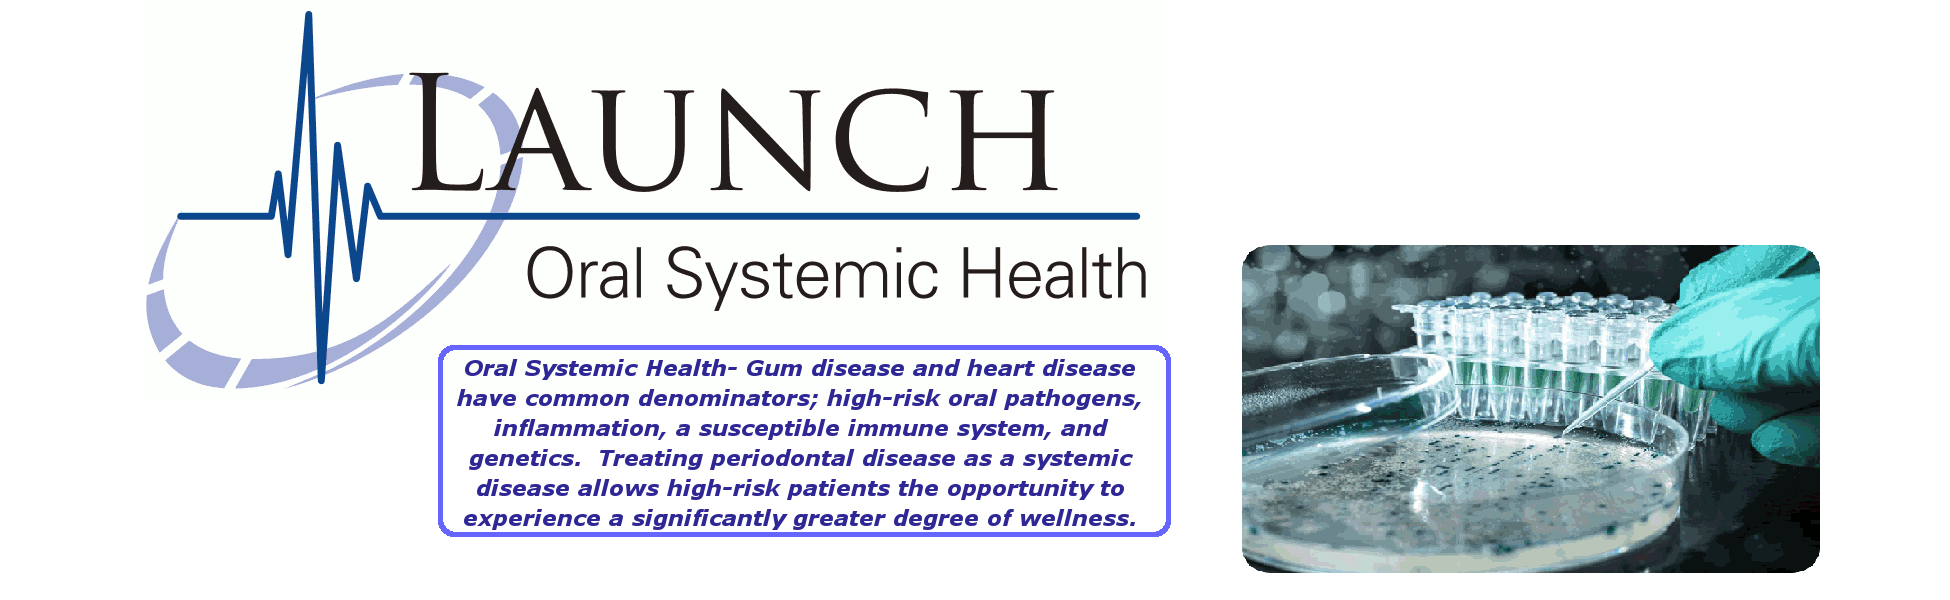 LAUNCH
Oral Systemic Health
Oral Systemic Health- Gum disease and heart disease
have common denominators; high-risk oral pathogens,
inflammation, a susceptible immune system, and
genetics.  Treating periodontal disease as a systemic
disease allows high-risk patients the opportunity to
experience a significantly greater degree of wellness.